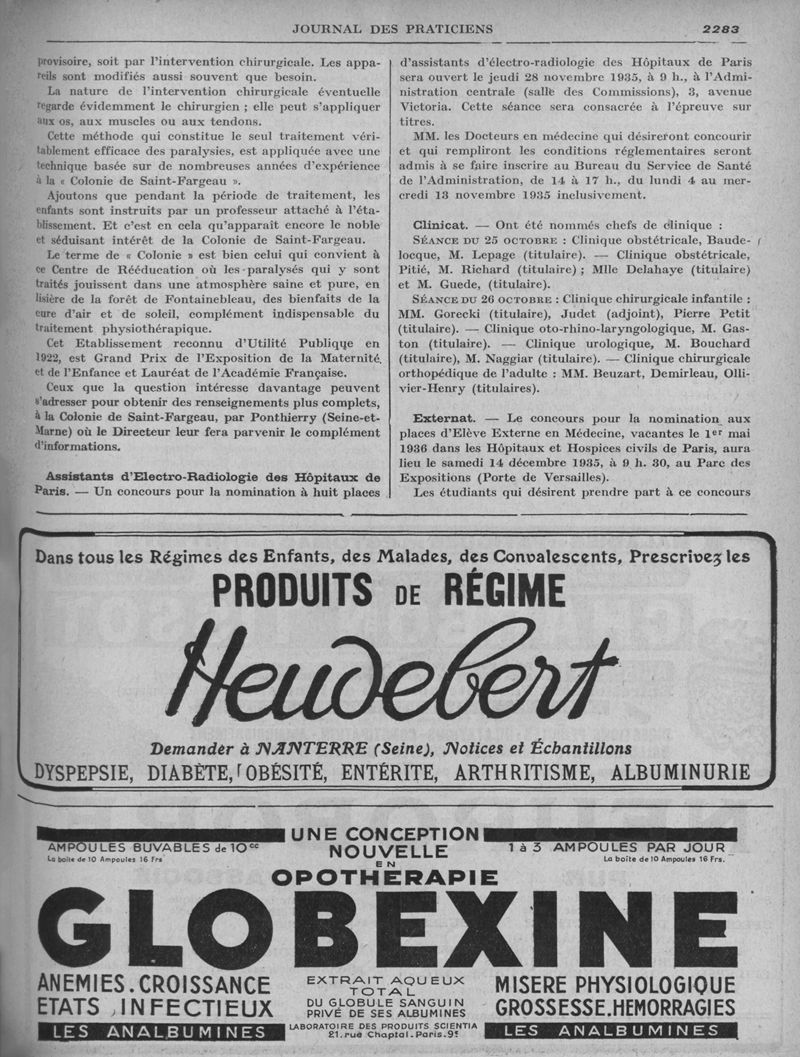 JOURNAL DES PRATICIENS 2283
provisoire, soit par l'intervention chirurgicale. Les appa-
reils sont modifiés aussi souvent que besoin.
La nature de l'intervention chirurgicale éventuelle
regarde évidemment le chirurgien ; elle peut s'appliquer
aux os, aux muscles ou aux tendons.
Cette méthode qui constitue le seul traitement véri-
tablement efficace des paralysies, est appliquée avec une
technique basée sur de nombreuses années d'expérience
à la « Colonie de Saint-Fargeau ».
Ajoutons que pendant la période de traitement, les
enfants sont instruits par un professeur attaché à l'éta-
blissement. Et c'est en cela qu'apparait encore le noble
et séduisant intérêt de la Colonie de Saint-Fargeau.
Le terme de « Colonie » est bien celui qui convient à
ce Centre de Rééducation où les paralysés qui y sont
traités jouissent dans une atmosphère saine et pure, en
lisière de la forêt de Fontainebleau, des bienfaits de la
cure d'air et de soleil, complément indispensable du
traitement physiothérapique.
Cet Etablissement reconnu d'Utilité Publique en
1922, est Grand Prix de l'Exposition de la Maternité
et de l'Enfance et Lauréat de l'Académie Française.
Ceux que la question intéresse davantage peuvent
s'adresser pour obtenir des renseignements plus complets,
à la Colonie de Saint-Fargeau, par Ponthierry (Seine-et-
Marne) où le Directeur leur fera parvenir le complément
d'informations.
Assistants d'Electro-Radiologie des Hôpitaux de
Paris. — Un concours pour la nomination à huit places
d'assistants d'électro-radiologie des Hôpitaux de Paris
sera ouvert le jeudi 28 novembre 1935, à 9 h., à l'Admi-
nistration centrale (salle des Commissions), 3, avenue
Victoria. Cette séance sera consacrée à l'épreuve sur
titres.
MM. les Docteurs en médecine qui désireront concourir
et qui rempliront les conditions réglementaires seront
admis à se faire inscrire au Bureau du Service de Santé
de l'Administration, de 14 à 17 h., du lundi 4 au mer-
credi 13 novembre 1935 inclusivement.
Clinicat. — Ont été nommés chefs de clinique :
SÉANCE DU 25 OCTOBRE : Clinique obstétricale, Baude-
locque, M. Lepage (titulaire). — Clinique obstétricale,
Pitié, M. Richard (titulaire) ; Mlle Delahaye (titulaire)
et M. Guede, (titulaire).
SÉANCE DU 26 OCTOBRE : Clinique chirurgicale infantile :
MM. Gorecki (titulaire), Judet (adjoint), Pierre Petit
(titulaire). — Clinique oto-rhino-laryngologique, M. Gas-
ton (titulaire). — Clinique urologique, M. Bouchard
(titulaire), M. Naggiar (titulaire). — Clinique chirurgicale
orthopédique de l'adulte : MM. Beuzart, Demirleau, Olli-
vier-Henry (titulaires).
Externat. — Le concours pour la nomination aux
places d'Elève Externe en Médecine, vacantes le 1er mai
1936 dans les Hôpitaux et Hospices civils de Paris, aura
lieu le samedi 14 décembre 1935, à 9 h. 30, au Parc des
Expositions (Porte de Versailles).
Les étudiants qui désirent prendre part à ce concours
Dans tous les Régimes des Enfants, des Malades, des Convalescents, Prescrivez les
PRODUITS DE RÉGIME
Heudebert
Demander à NANTERRE (Seine), Notices et Échantillons
DYSPEPSIE, DIABÈTE, OBÉSITÉ, ENTÉRITE, ARTHRITISME, ALBUMINURIE
UNE CONCEPTION
NOUVELLE
EN
OPOTHERAPIE
AMPOULES BUVABLES de 10cc
La boîte de 10 Ampoules 16 Frs
1 à 3 AMPOULES PAR JOUR
La boîte de 10 Ampoules 16 Frs.
GLOBEXINE
ANEMIES.CROISSANCE
ETATS INFECTIEUX
LES ANALBUMINES
EXTRAIT AQUEUX
TOTAL
DU GLOBULE SANGUIN
PRIVÉ DE SES ALBUMINES
LABORATOIRE DES PRODUITS SCIENTIA
21.rue Chaptal.Paris.9e
MISERE PHYSIOLOGIQUE
GROSSESSE.HEMORRAGIES
LES ANALBUMINES